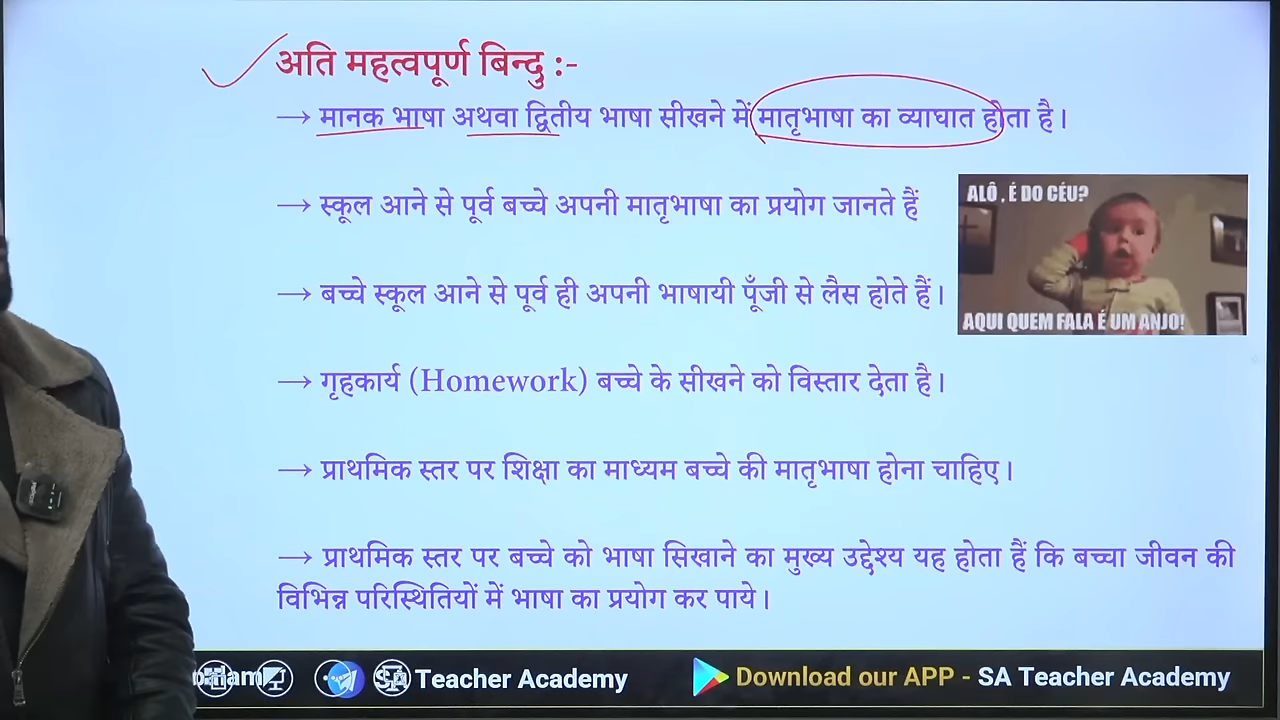 अति महत्वपूर्ण बिन्दु :-
→ मानक भाषा अथवा द्वितीय भाषा सीखने में मातृभाषा का व्याघात होता है।
→ स्कूल आने से पूर्व बच्चे अपनी मातृभाषा का प्रयोग जानते हैं
ALÔ , É DO CÉU?
→ बच्चे स्कूल आने से पूर्व ही अपनी भाषायी पूँजी से लैस होते हैं।
AQUI QUEM FALA É UM ANJO!
→ गृहकार्य (Homework) बच्चे के सीखने को विस्तार देता है।
→ प्राथमिक स्तर पर शिक्षा का माध्यम बच्चे की मातृभाषा होना चाहिए।
→ प्राथमिक स्तर पर बच्चे को भाषा सिखाने का मुख्य उद्देश्य यह होता हैं कि बच्चा जीवन की
विभिन्न परिस्थितियों में भाषा का प्रयोग कर पाये।
Teacher Academy
Download our APP - SA Teacher Academy